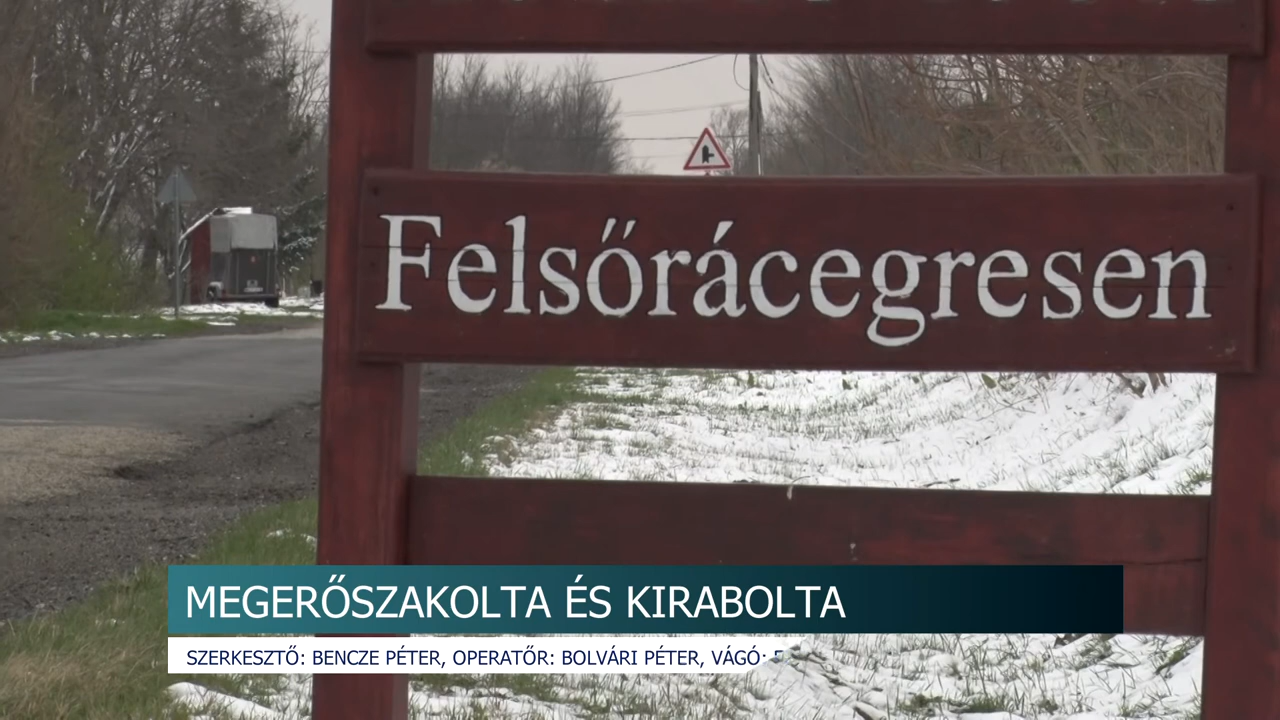 Felsőrácegresen
MEGERŐSZAKOLTA ÉS KIRABOLTA
SZERKESZTŐ: BENCZE PÉTER, OPERATŐR: BOLVÁRI PÉTER, VÁGÓ: